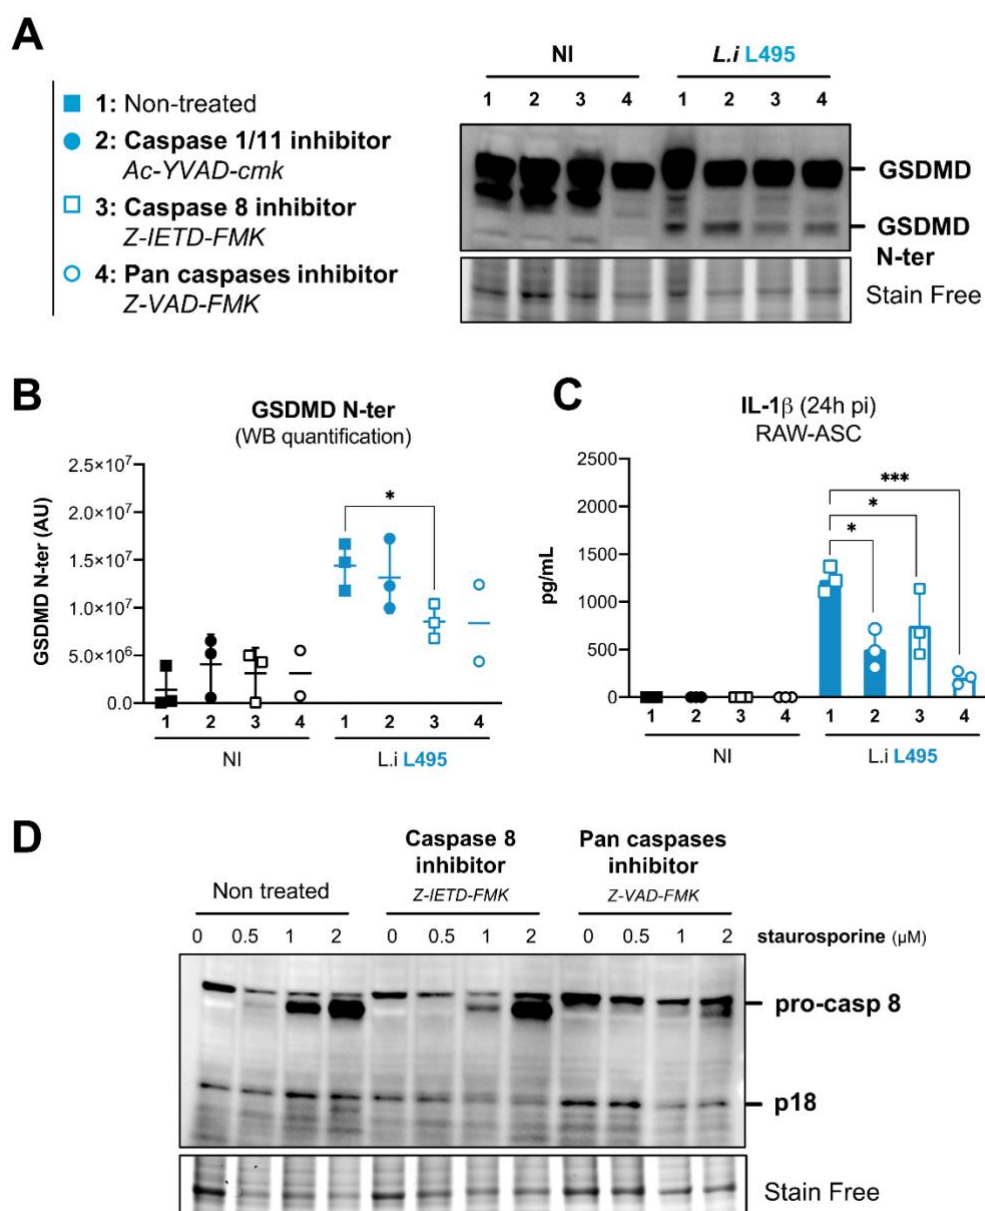 A
1: Non-treated
2: Caspase 1/11 inhibitor
Ac-YVAD-cmk
3: Caspase 8 inhibitor
Z-IETD-FMK
4: Pan caspases inhibitor
Z-VAD-FMK
NI
L.i L495
1 2 3 4 1 2 3 4
GSDMD
GSDMD
N-ter
Stain Free
B
GSDMD N-ter
(WB quantification)
GSDMD N-ter (AU)
2.5×10⁷
2.0×10⁷
1.5×10⁷
1.0×10⁷
5.0×10⁶
0.0
*
1 2 3 4 1 2 3 4
NI
L.i L495
C
IL-1β (24h pi)
RAW-ASC
pg/mL
2500
2000
1500
1000
500
0
***
*
*
1 2 3 4 1 2 3 4
NI
L.i L495
D
Non treated
Caspase 8
inhibitor
Z-IETD-FMK
Pan caspases
inhibitor
Z-VAD-FMK
0 0.5 1 2 0 0.5 1 2 0 0.5 1 2 staurosporine (µM)
pro-casp 8
p18
Stain Free